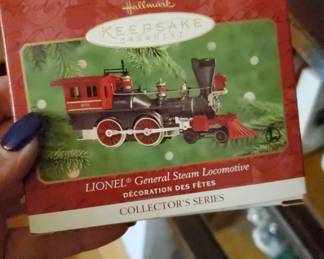 Hallmark
KEEPSAKE
ORNAMENT
LIONEL® General Steam Locomotive
DÉCORATION DES FÊTES
COLLECTOR'S SERIES